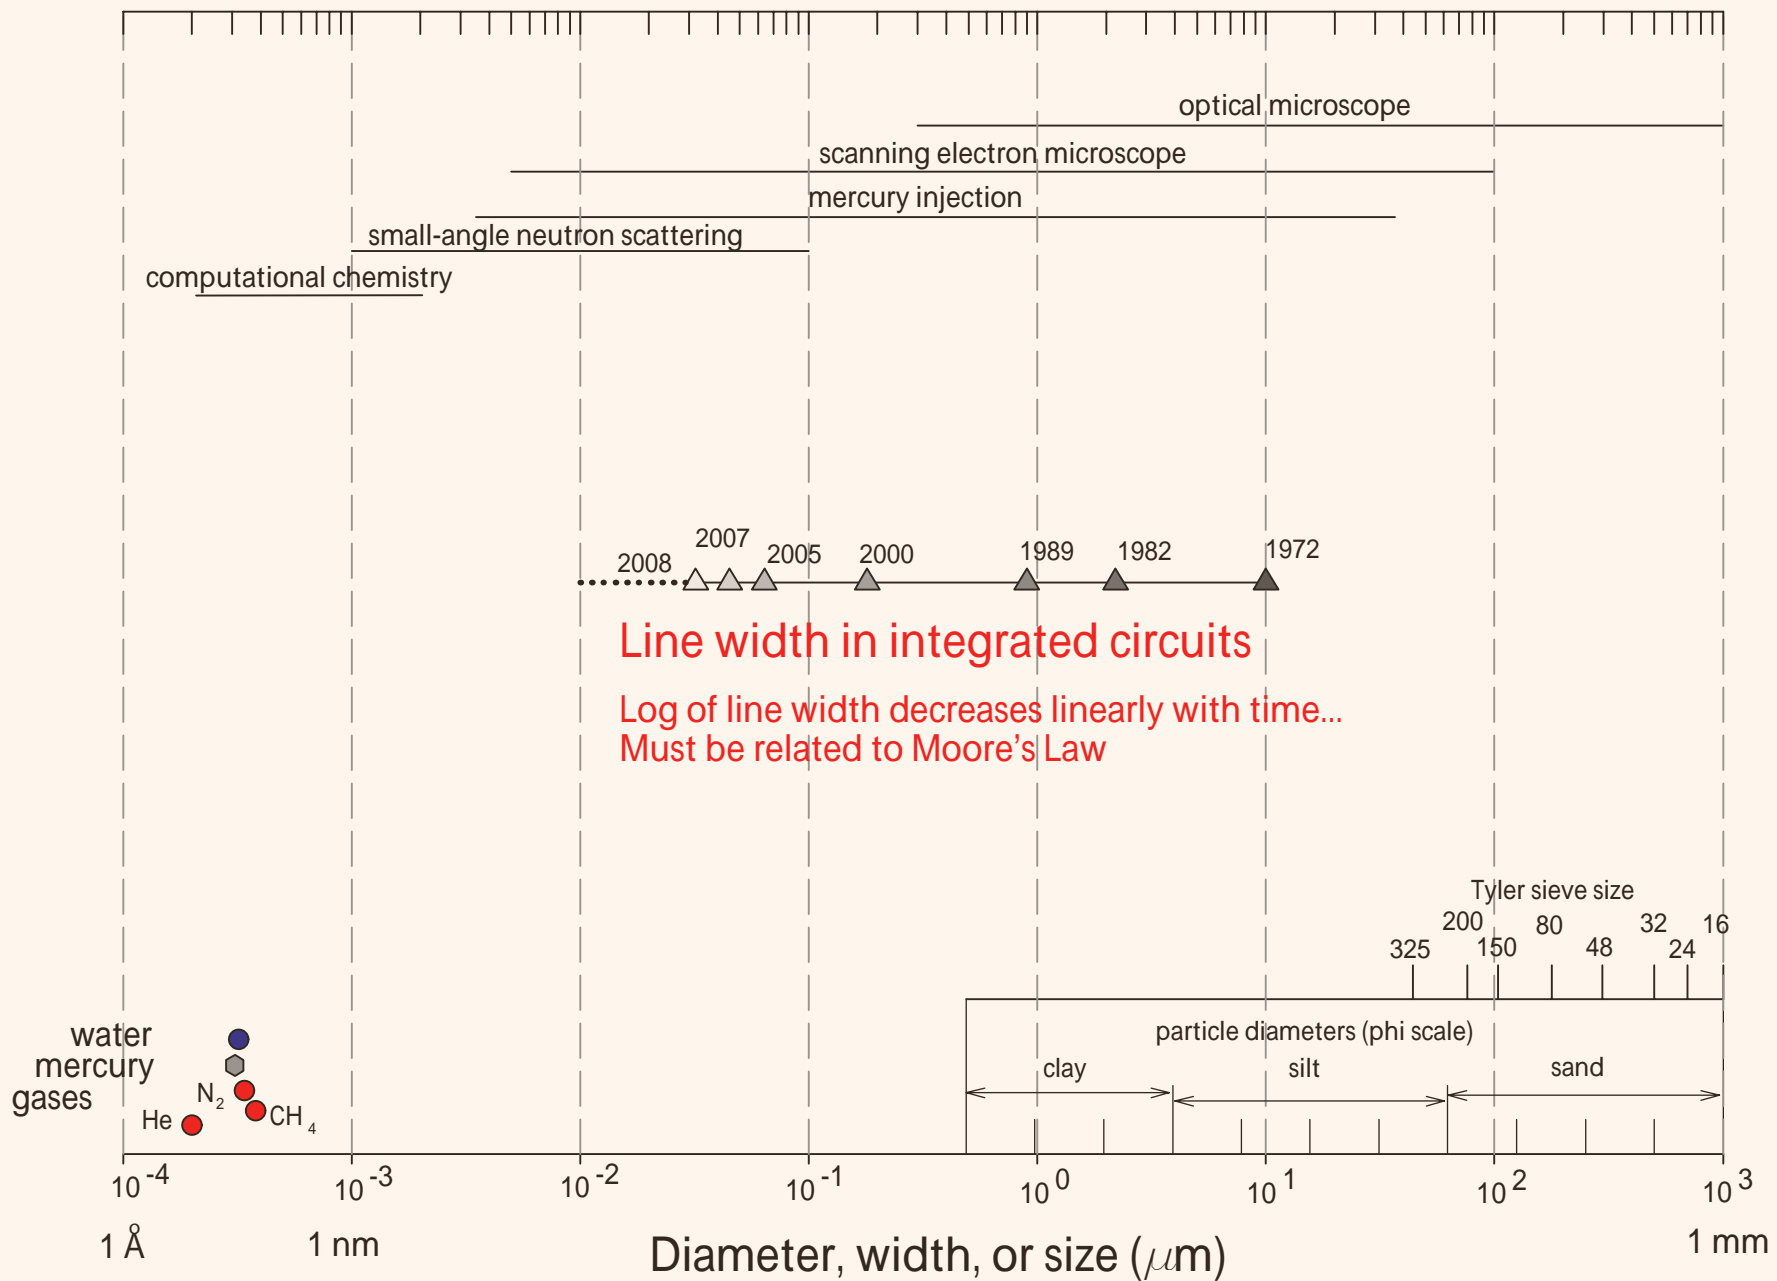 optical microscope
scanning electron microscope
mercury injection
small-angle neutron scattering
computational chemistry
2008 2007 2005 2000 1989 1982 1972
Line width in integrated circuits
Log of line width decreases linearly with time...
Must be related to Moore's Law
Tyler sieve size
325 200 150 80 48 32 24 16
particle diameters (phi scale)
clay silt sand
water
mercury
gases
N₂
He
CH₄
10⁻⁴ 10⁻³ 10⁻² 10⁻¹ 10⁰ 10¹ 10² 10³
1 Å 1 nm 1 mm
Diameter, width, or size (μm)